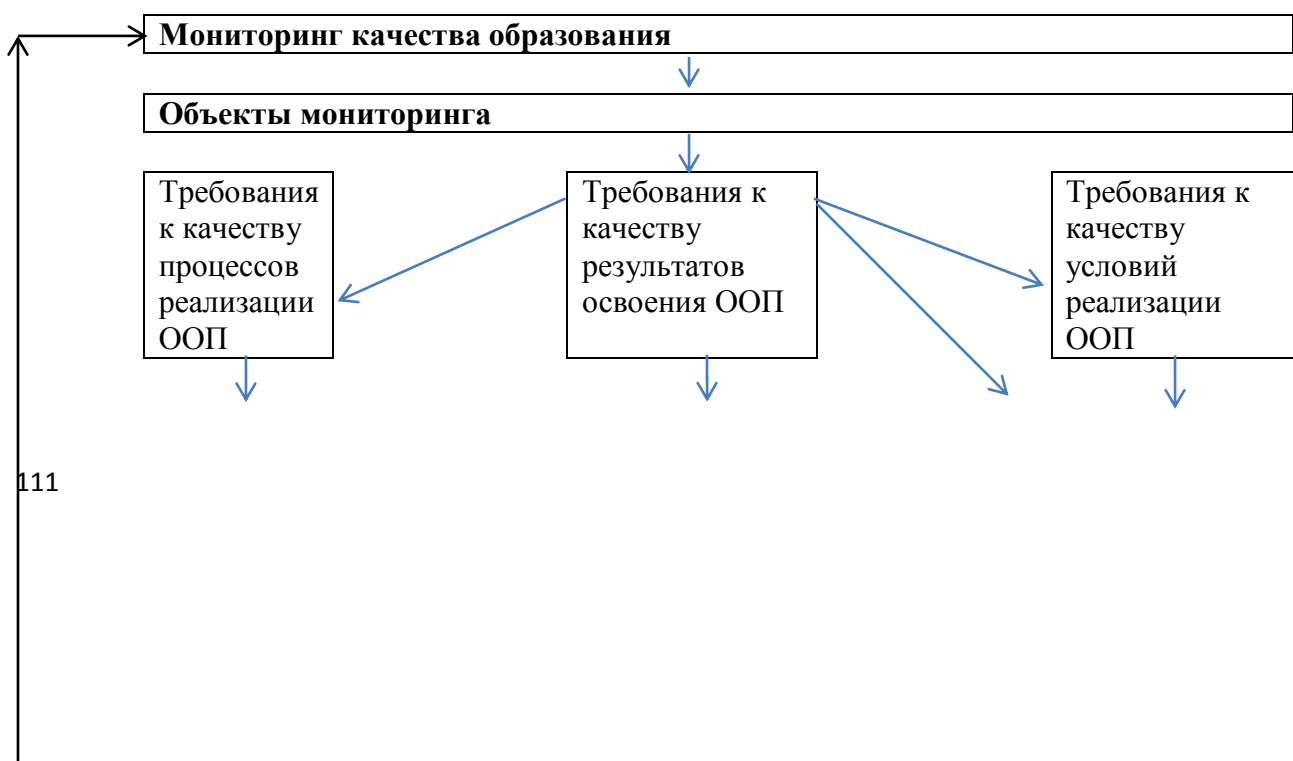 Мониторинг качества образования
Объекты мониторинга
Требования
к качеству
процессов
реализации
ООП
Требования к
качеству
результатов
освоения ООП
Требования к
качеству
условий
реализации
ООП
111